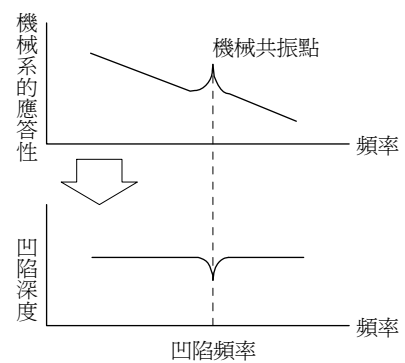 機械系的應答性
機械共振點
頻率
凹陷深度
頻率
凹陷頻率